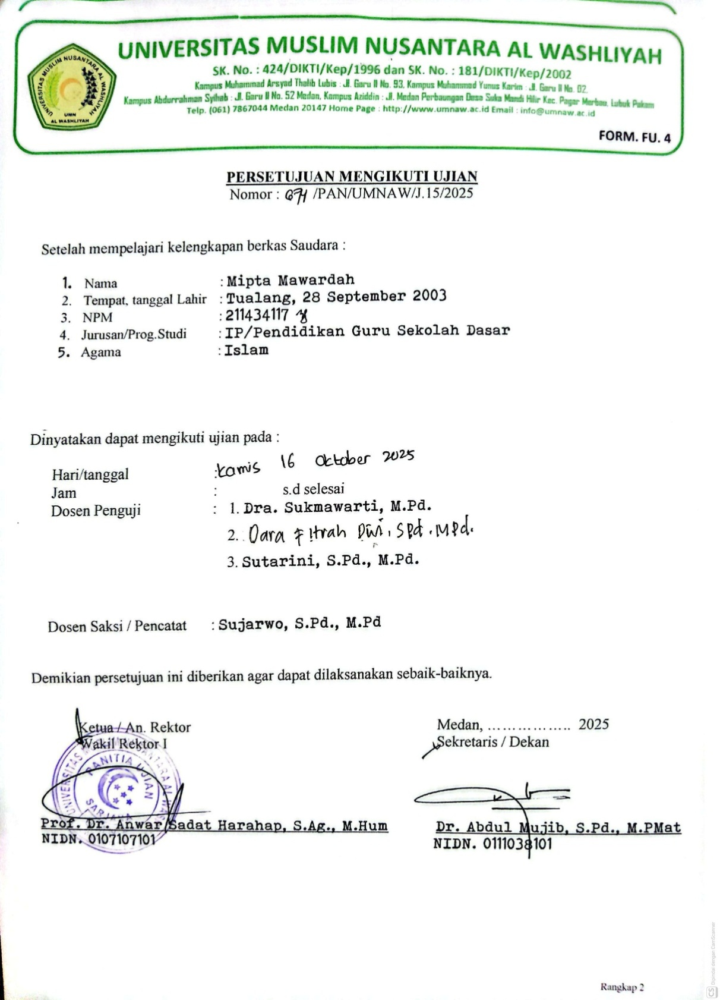 UNIVERSITAS MUSLIM NUSANTARA AL WASHLIYAH
SK. No. : 424/DIKTI/Kep/1996 dan SK. No. : 181/DIKTI/Kep/2002
Kampus Muhammad Arsyad Thalib Lubis : Jl. Garu II No. 93, Kampus Muhammad Yunus Karim : Jl. Garu II No. 02,
Kampus Abdurrahman Syihab : Jl. Garu II No. 52 Medan, Kampus Aziddin : Jl. Medan Perbaungan Desa Suka Mandi Hilir Kec. Pagar Merbau, Lubuk Pakam
Telp. (061) 7867044 Medan 20147 Home Page : http://www.umnaw.ac.id Email : info@umnaw.ac.id
UNIVERSITAS MUSLIM NUSANTARA AL WASHLIYAH
UMN
AL WASHLIYAH
FORM. FU. 4
PERSETUJUAN MENGIKUTI UJIAN
Nomor : /PAN/UMNAW/J.15/2025
Setelah mempelajari kelengkapan berkas Saudara :
1. Nama : Mipta Mawardah
2. Tempat, tanggal Lahir : Tualang, 28 September 2003
3. NPM : 211434117
4. Jurusan/Prog.Studi : IP/Pendidikan Guru Sekolah Dasar
5. Agama : Islam
Dinyatakan dapat mengikuti ujian pada :
Hari/tanggal : kamis 16 Oktober 2025
Jam : s.d selesai
Dosen Penguji : 1. Dra. Sukmawarti, M.Pd.
2. Dara Fitrah Dwi, SPd. MPd.
3. Sutarini, S.Pd., M.Pd.
Dosen Saksi / Pencatat : Sujarwo, S.Pd., M.Pd
Demikian persetujuan ini diberikan agar dapat dilaksanakan sebaik-baiknya.
Ketua / An. Rektor
Wakil Rektor I
PANITIA UJIAN
SARJANA
Prof. Dr. Anwar Sadat Harahap, S.Ag., M.Hum
NIDN. 0107107101
Medan, ................. 2025
Sekretaris / Dekan
Dr. Abdul Mujib, S.Pd., M.PMat
NIDN. 0111038101
Rangkap 2
CS Dipindai dengan CamScanner